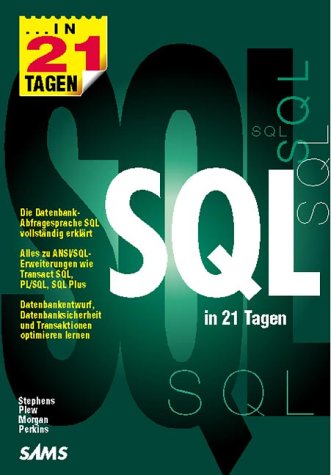 ...IN
21
TAGEN
SQL
SQL
SQL
SQL
SQL
SQL
in 21 Tagen
Die Datenbank-
Abfragesprache SQL
vollständig erklärt
Alles zu ANSI/SQL-
Erweiterungen wie
Transact SQL,
PL/SQL, SQL Plus
Datenbankentwurf,
Datenbanksicherheit
und Transaktionen
optimieren lernen
SQL
Stephens
Plew
Morgan
Perkins
SAMS